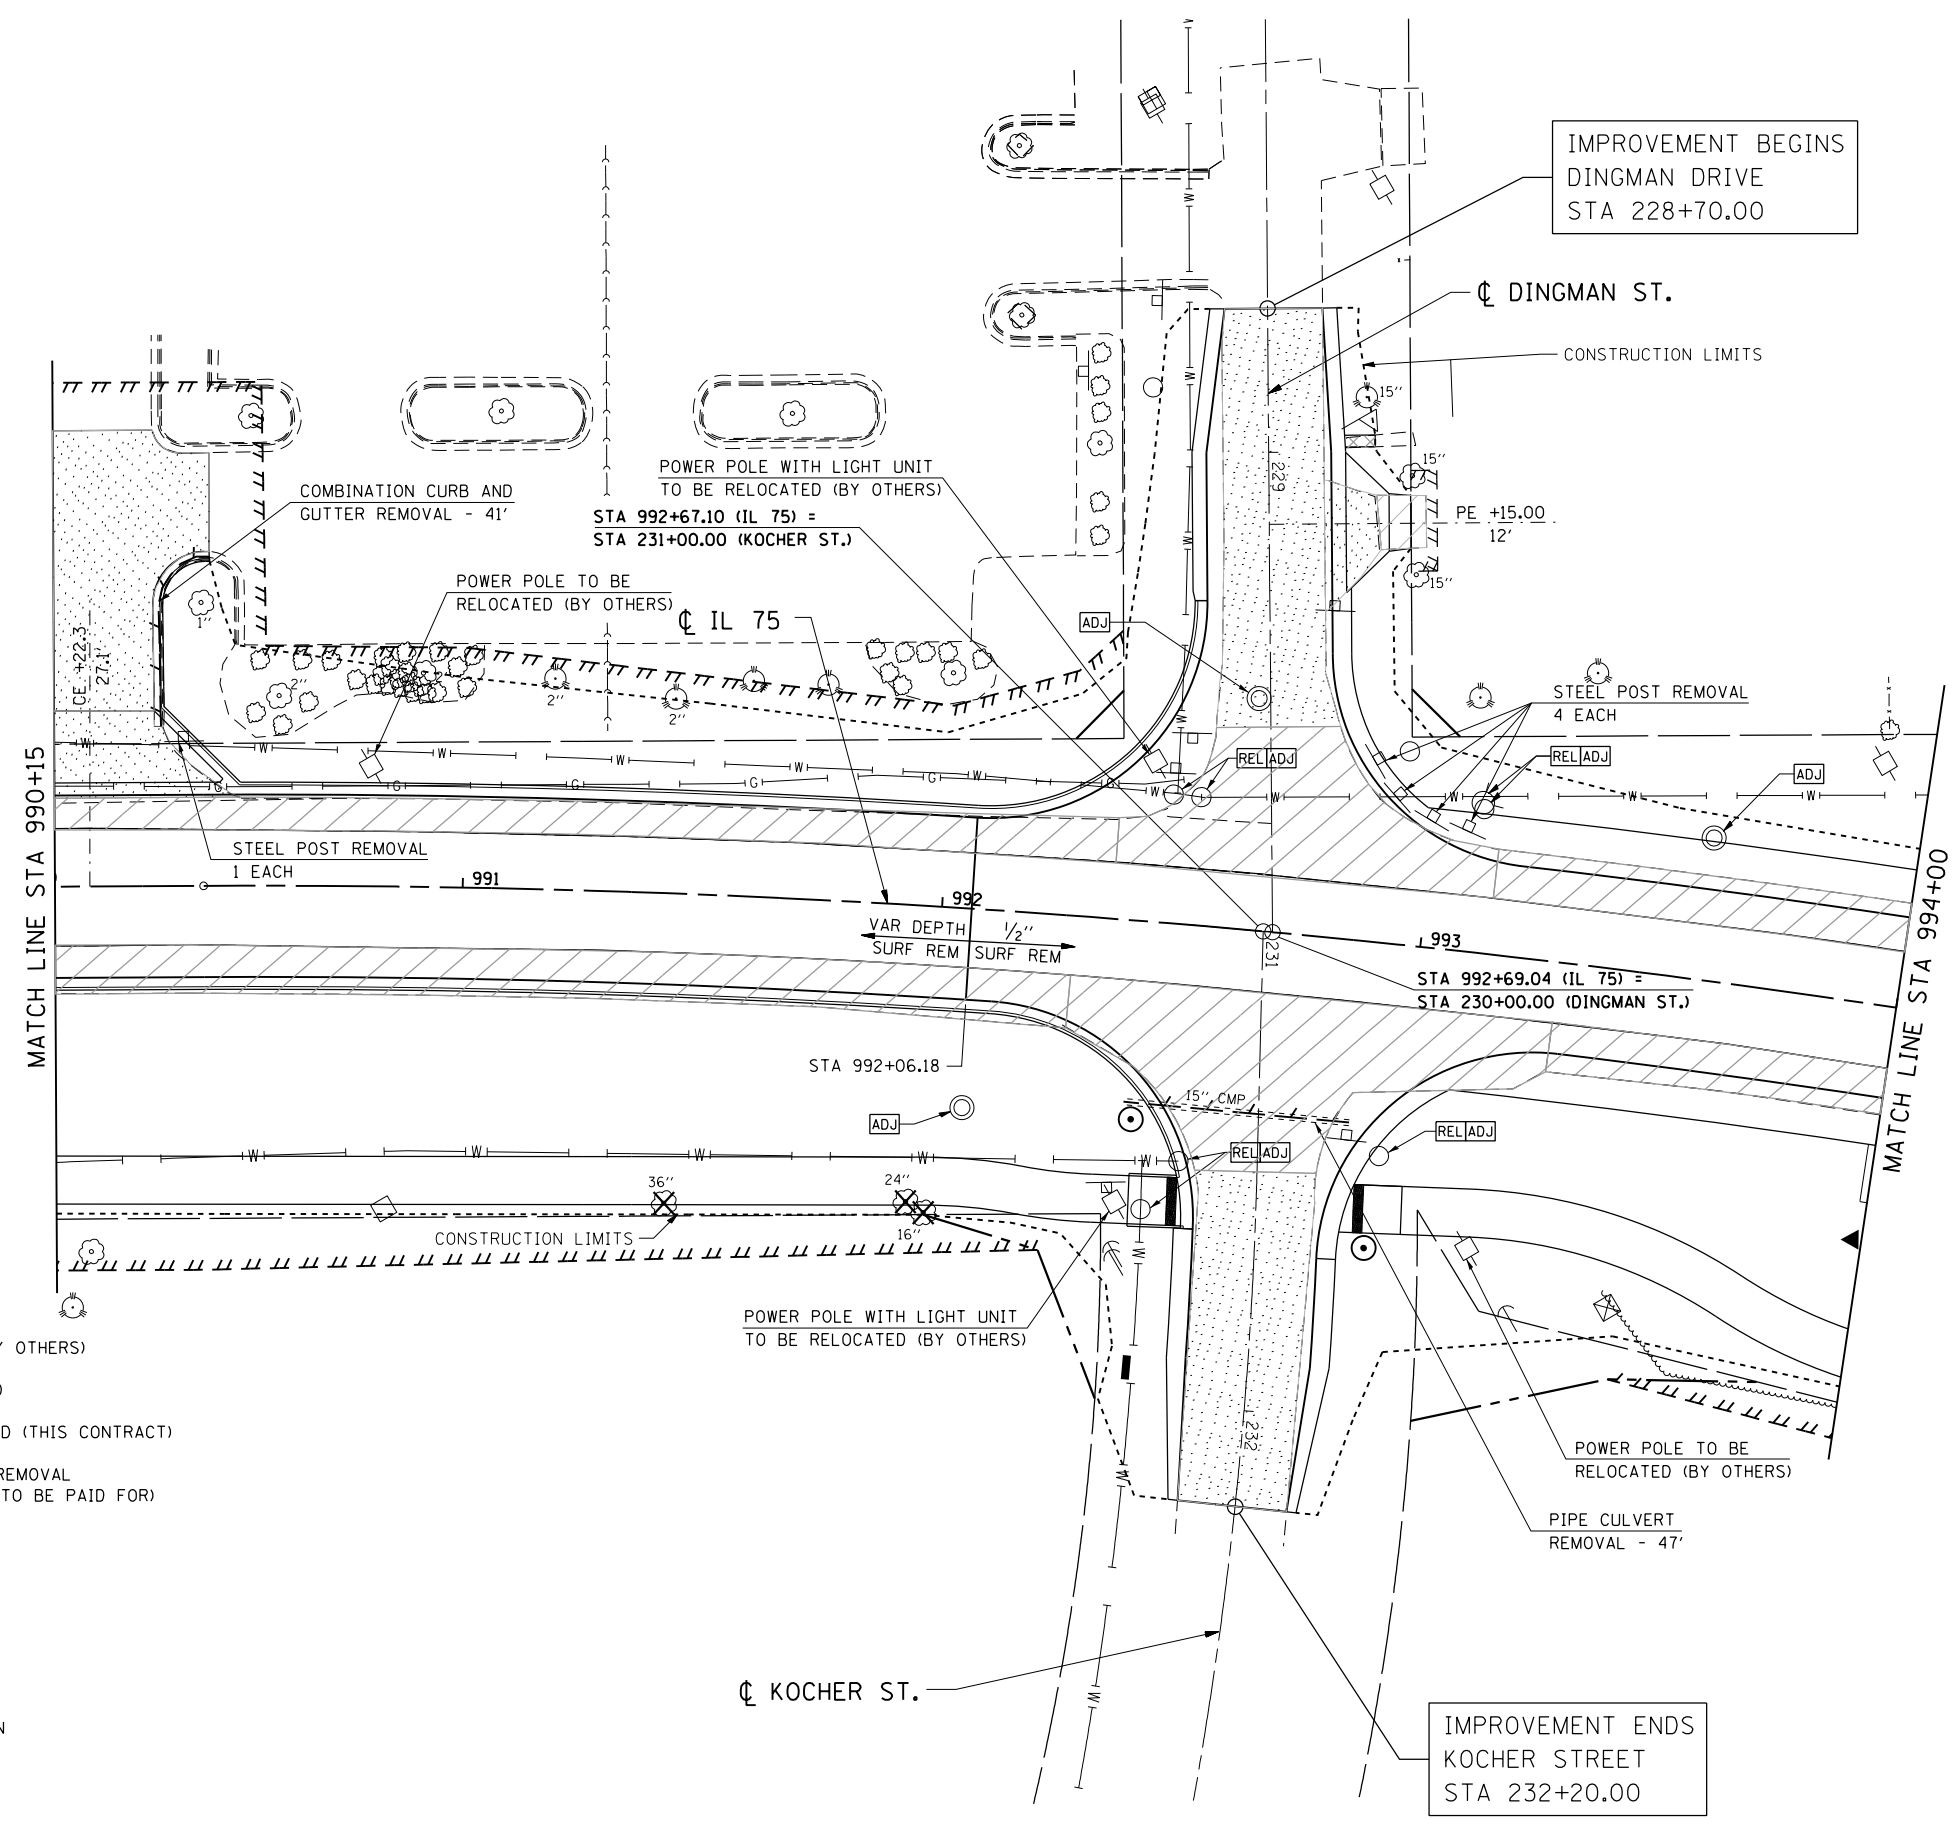 IMPROVEMENT BEGINS
DINGMAN DRIVE
STA 228+70.00
℄ DINGMAN ST.
CONSTRUCTION LIMITS
15''
15''
15''
PE +15.00
12'
229
POWER POLE WITH LIGHT UNIT
TO BE RELOCATED (BY OTHERS)
COMBINATION CURB AND
GUTTER REMOVAL - 41'
STA 992+67.10 (IL 75) =
STA 231+00.00 (KOCHER ST.)
POWER POLE TO BE
RELOCATED (BY OTHERS)
℄ IL 75
ADJ
1''
2''
2''
2''
CE +22.3
27.1'
STEEL POST REMOVAL
4 EACH
REL ADJ
REL ADJ
ADJ
W W W W W W W W W W
G G G G G
MATCH LINE STA 990+15
STEEL POST REMOVAL
1 EACH
991
992
993
VAR DEPTH 1/2''
SURF REM SURF REM
231
STA 992+69.04 (IL 75) =
STA 230+00.00 (DINGMAN ST.)
MATCH LINE STA 994+00
STA 992+06.18
15'' CMP
ADJ
REL ADJ
REL ADJ
W W W W W
36''
24''
16''
CONSTRUCTION LIMITS
POWER POLE WITH LIGHT UNIT
TO BE RELOCATED (BY OTHERS)
OTHERS)
D (THIS CONTRACT)
REMOVAL
TO BE PAID FOR)
232
POWER POLE TO BE
RELOCATED (BY OTHERS)
PIPE CULVERT
REMOVAL - 47'
℄ KOCHER ST.
N
IMPROVEMENT ENDS
KOCHER STREET
STA 232+20.00